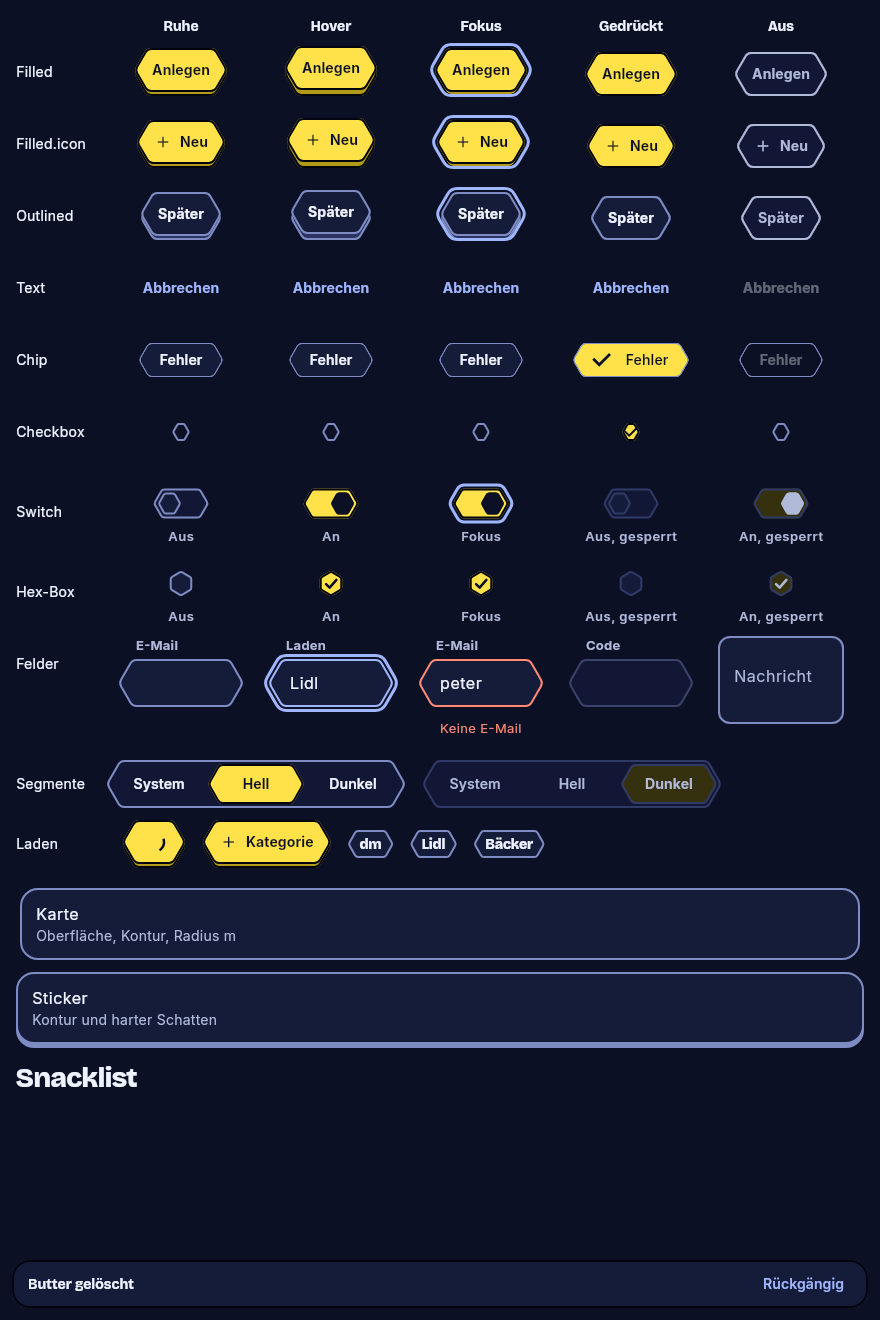 Ruhe Hover Fokus Gedrückt Aus
Filled Anlegen Anlegen Anlegen Anlegen Anlegen
Filled.icon + Neu + Neu + Neu + Neu + Neu
Outlined Später Später Später Später Später
Text Abbrechen Abbrechen Abbrechen Abbrechen Abbrechen
Chip Fehler Fehler Fehler Fehler Fehler
Checkbox
Switch
Aus An Fokus Aus, gesperrt An, gesperrt
Hex-Box
Aus An Fokus Aus, gesperrt An, gesperrt
E-Mail Laden E-Mail Code
Felder Lidl peter Nachricht
Keine E-Mail
Segmente System Hell Dunkel System Hell Dunkel
Laden + Kategorie dm Lidl Bäcker
Karte
Oberfläche, Kontur, Radius m
Sticker
Kontur und harter Schatten
Snacklist
Butter gelöscht Rückgängig